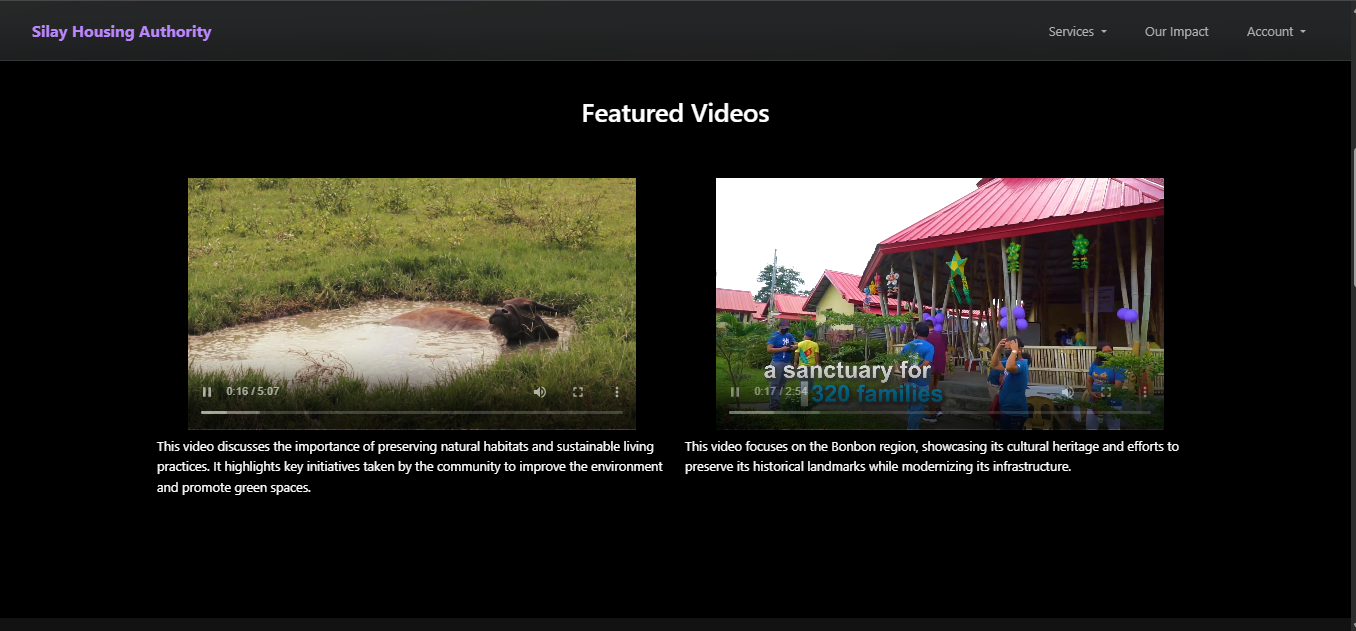 Silay Housing Authority
Services
Our Impact
Account
Featured Videos
0:16 / 5:07
a sanctuary for
320 families
0:17 / 2:54
This video discusses the importance of preserving natural habitats and sustainable living
practices. It highlights key initiatives taken by the community to improve the environment
and promote green spaces.
This video focuses on the Bonbon region, showcasing its cultural heritage and efforts to
preserve its historical landmarks while modernizing its infrastructure.